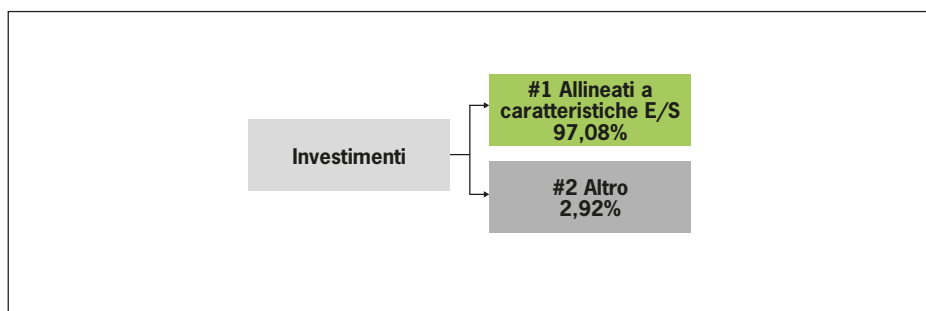 Investimenti
#1 Allineati a
caratteristiche E/S
97,08%
#2 Altro
2,92%